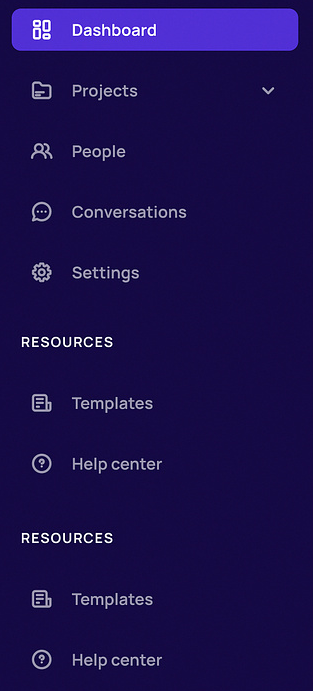 Dashboard
Projects
People
Conversations
Settings
RESOURCES
Templates
Help center
RESOURCES
Templates
Help center